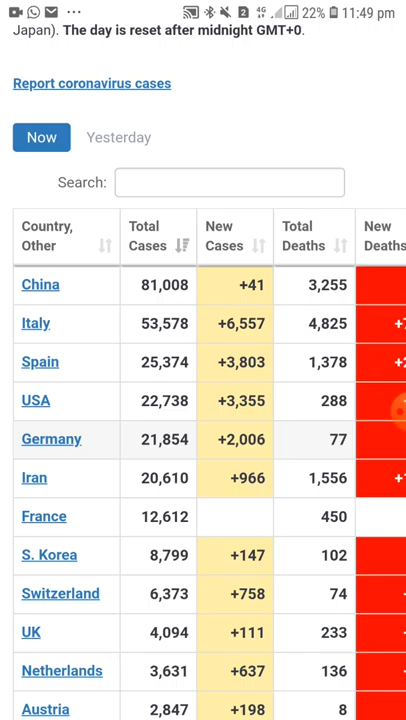 4G 22% 11:49 pm
Japan). The day is reset after midnight GMT+0.
Report coronavirus cases
Now Yesterday
Search:
Country, Other Total Cases New Cases Total Deaths New Deaths
China 81,008 +41 3,255
Italy 53,578 +6,557 4,825
Spain 25,374 +3,803 1,378
USA 22,738 +3,355 288
Germany 21,854 +2,006 77
Iran 20,610 +966 1,556
France 12,612 450
S. Korea 8,799 +147 102
Switzerland 6,373 +758 74
UK 4,094 +111 233
Netherlands 3,631 +637 136
Austria 2,847 +198 8